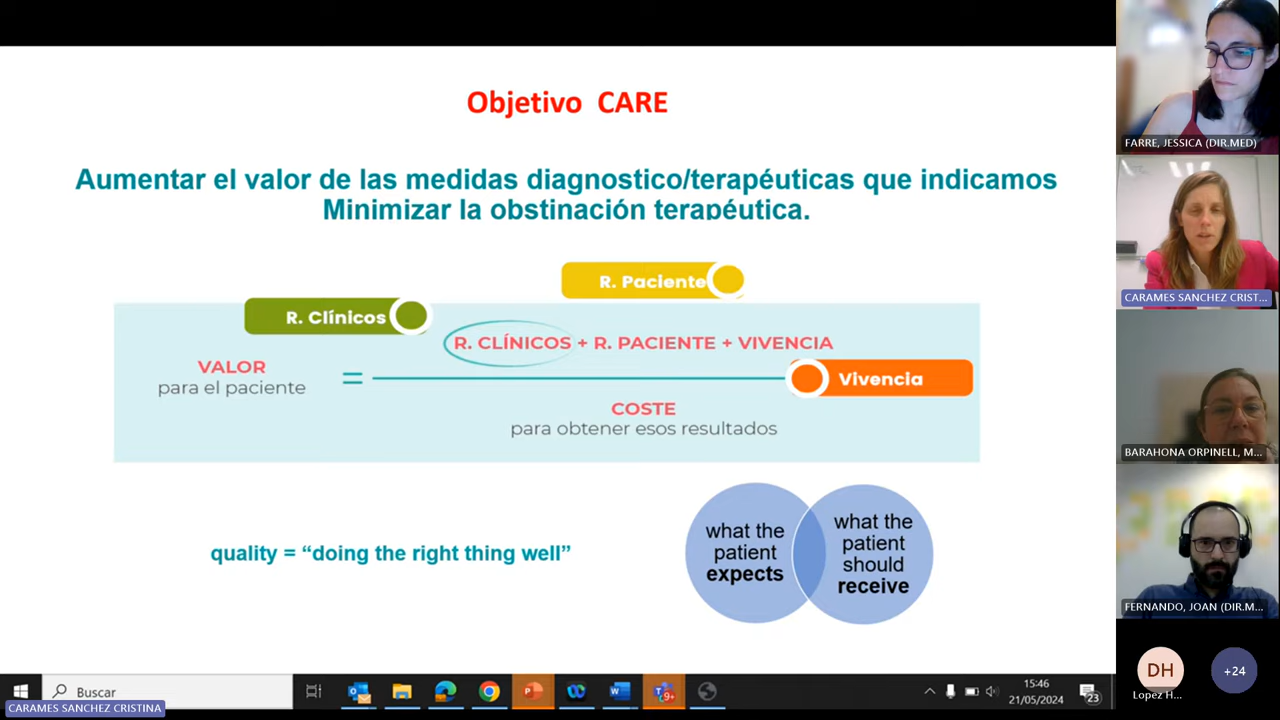 Objetivo CARE
Aumentar el valor de las medidas diagnostico/terapéuticas que indicamos
Minimizar la obstinación terapéutica.
R. Paciente
R. Clínicos
R. CLÍNICOS + R. PACIENTE + VIVENCIA
VALOR
para el paciente
=
Vivencia
COSTE
para obtener esos resultados
quality = “doing the right thing well”
what the
patient
expects
what the
patient
should
receive
FARRE, JESSICA (DIR.MED)
CARAMES SANCHEZ CRIST...
BARAHONA ORPINELL, M...
FERNANDO, JOAN (DIR.M...
DH
Lopez H...
+24
Buscar
9+
15:46
21/05/2024
23
CARAMES SANCHEZ CRISTINA